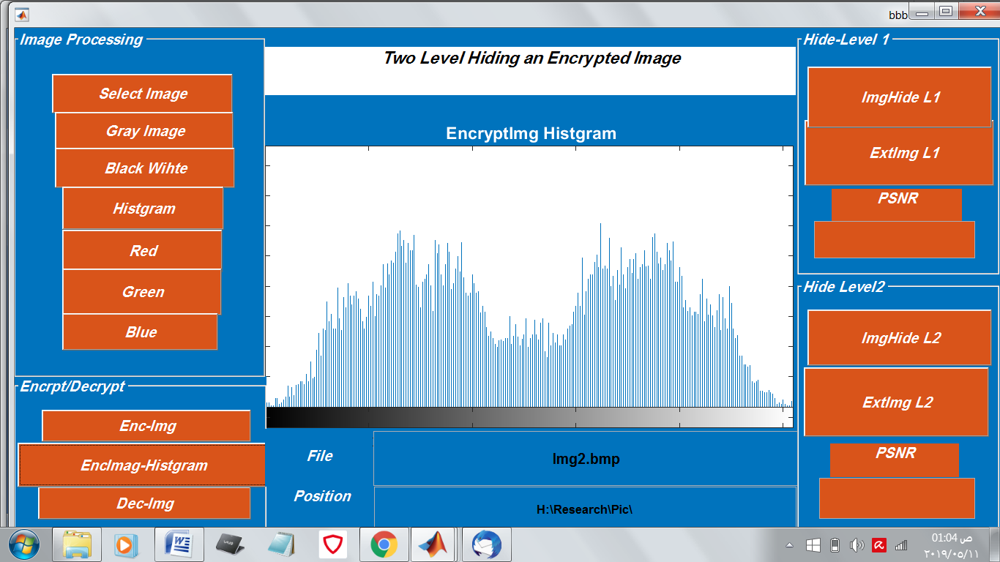 bbb
Image Processing
Select Image
Gray Image
Black Wihte
Histgram
Red
Green
Blue
Encrpt/Decrypt
Enc-Img
EncImag-Histgram
Dec-Img
Two Level Hiding an Encrypted Image
EncryptImg Histgram
File
Img2.bmp
Position
H:\Research\Pic\
Hide-Level 1
ImgHide L1
ExtImg L1
PSNR
Hide Level2
ImgHide L2
ExtImg L2
PSNR
VAIO
W
01:04 ص
٢٠١٩/٠٥/١١